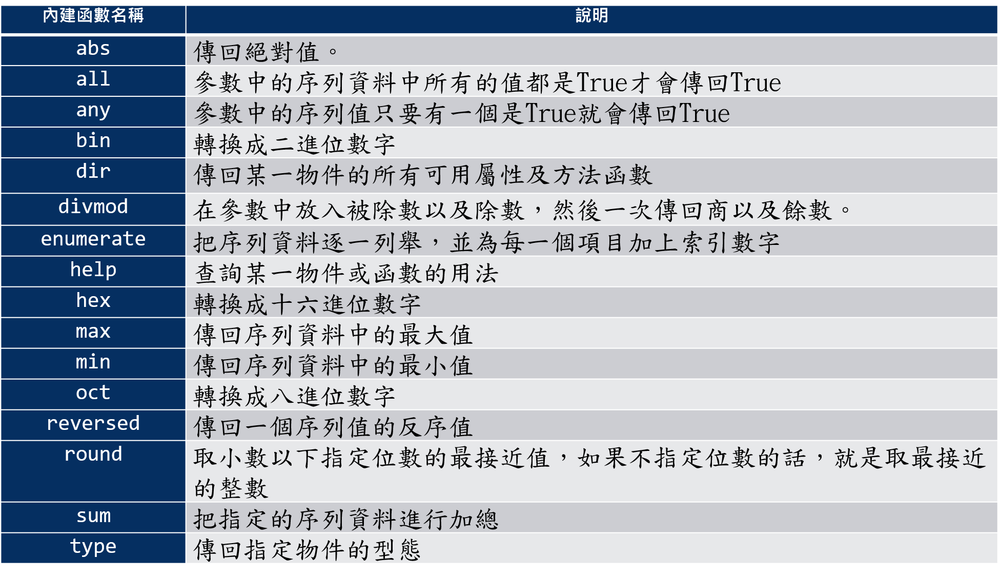 內建函數名稱 說明
abs 傳回絕對值。
all 參數中的序列資料中所有的值都是True才會傳回True
any 參數中的序列值只要有一個是True就會傳回True
bin 轉換成二進位數字
dir 傳回某一物件的所有可用屬性及方法函數
divmod 在參數中放入被除數以及除數，然後一次傳回商以及餘數。
enumerate 把序列資料逐一列舉，並為每一個項目加上索引數字
help 查詢某一物件或函數的用法
hex 轉換成十六進位數字
max 傳回序列資料中的最大值
min 傳回序列資料中的最小值
oct 轉換成八進位數字
reversed 傳回一個序列值的反序值
round 取小數以下指定位數的最接近值，如果不指定位數的話，就是取最接近
的整數
sum 把指定的序列資料進行加總
type 傳回指定物件的型態